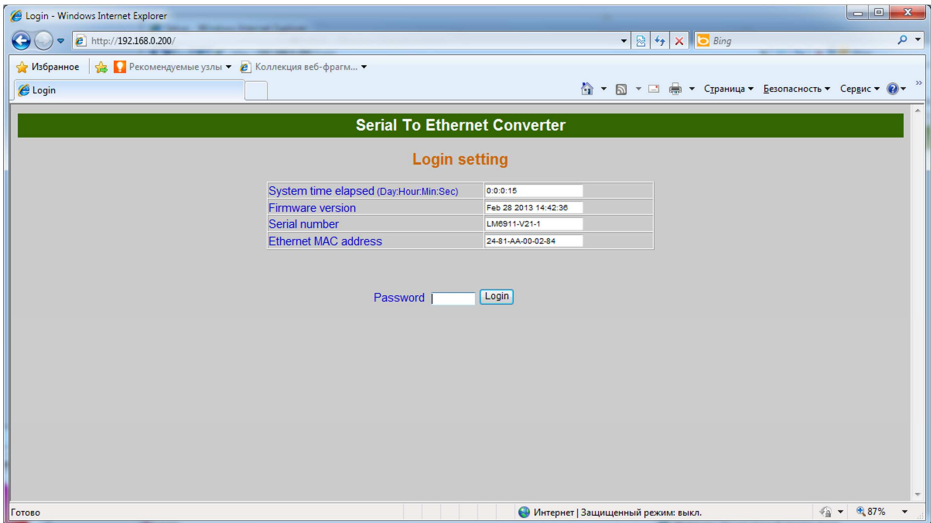 Login - Windows Internet Explorer
http://192.168.0.200/
Bing
Избранное Рекомендуемые узлы Коллекция веб-фрагм...
Login
Страница Безопасность Сервис
Serial To Ethernet Converter
Login setting
System time elapsed (Day:Hour:Min:Sec) 0:0:0:15
Firmware version Feb 28 2013 14:42:36
Serial number LM6911-V21-1
Ethernet MAC address 24-81-AA-00-02-84
Password Login
Готово Интернет | Защищенный режим: выкл. 87%